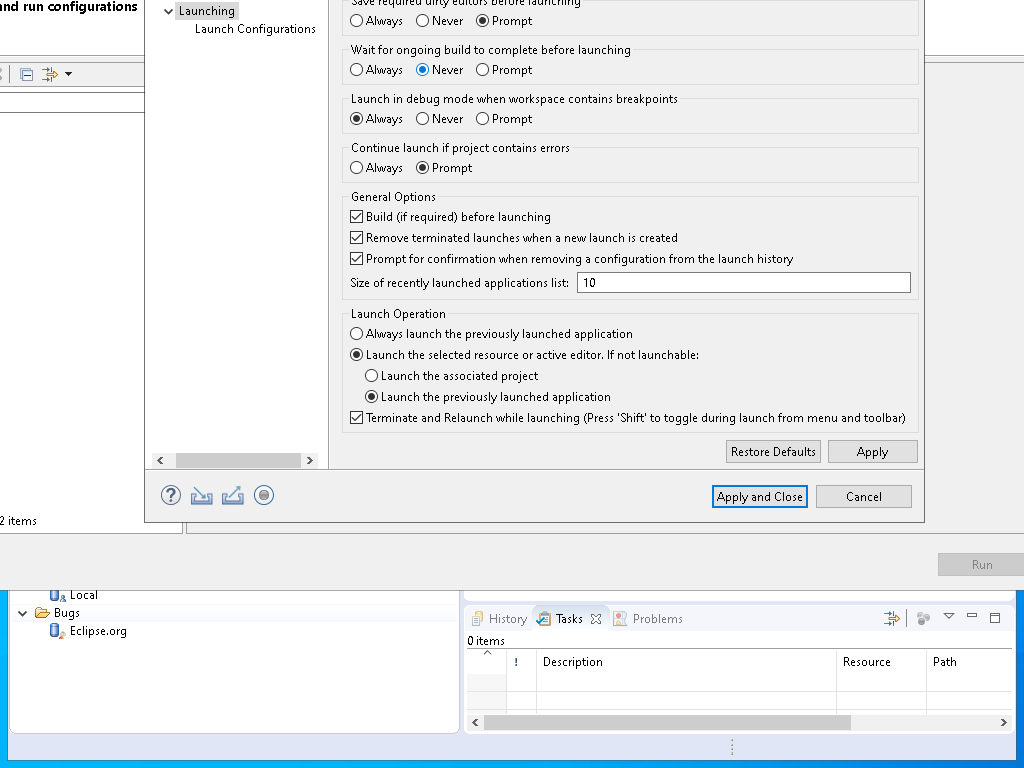 and run configurations
Launching
Launch Configurations
Save required dirty editors before launching
Always Never Prompt
Wait for ongoing build to complete before launching
Always Never Prompt
Launch in debug mode when workspace contains breakpoints
Always Never Prompt
Continue launch if project contains errors
Always Prompt
General Options
Build (if required) before launching
Remove terminated launches when a new launch is created
Prompt for confirmation when removing a configuration from the launch history
Size of recently launched applications list: 10
Launch Operation
Always launch the previously launched application
Launch the selected resource or active editor. If not launchable:
Launch the associated project
Launch the previously launched application
Terminate and Relaunch while launching (Press 'Shift' to toggle during launch from menu and toolbar)
Restore Defaults Apply
Apply and Close Cancel
2 items
Run
Local
Bugs
Eclipse.org
History Tasks Problems
0 items
! Description Resource Path